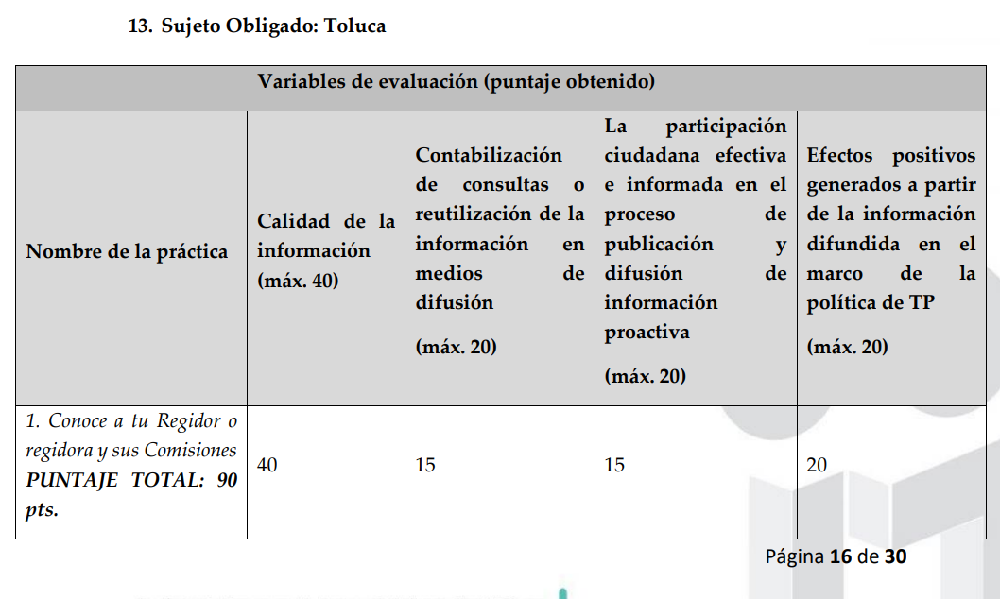 13. Sujeto Obligado: Toluca
Variables de evaluación (puntaje obtenido)
Nombre de la práctica
Calidad de la
información
(máx. 40)
Contabilización
de consultas o
reutilización de la
información en
medios de
difusión
(máx. 20)
La participación
ciudadana efectiva
e informada en el
proceso de
publicación y
difusión de
información
proactiva
(máx. 20)
Efectos positivos
generados a partir
de la información
difundida en el
marco de la
política de TP
(máx. 20)
1. Conoce a tu Regidor o
regidora y sus Comisiones
PUNTAJE TOTAL: 90
pts.
40
15
15
20
Página 16 de 30